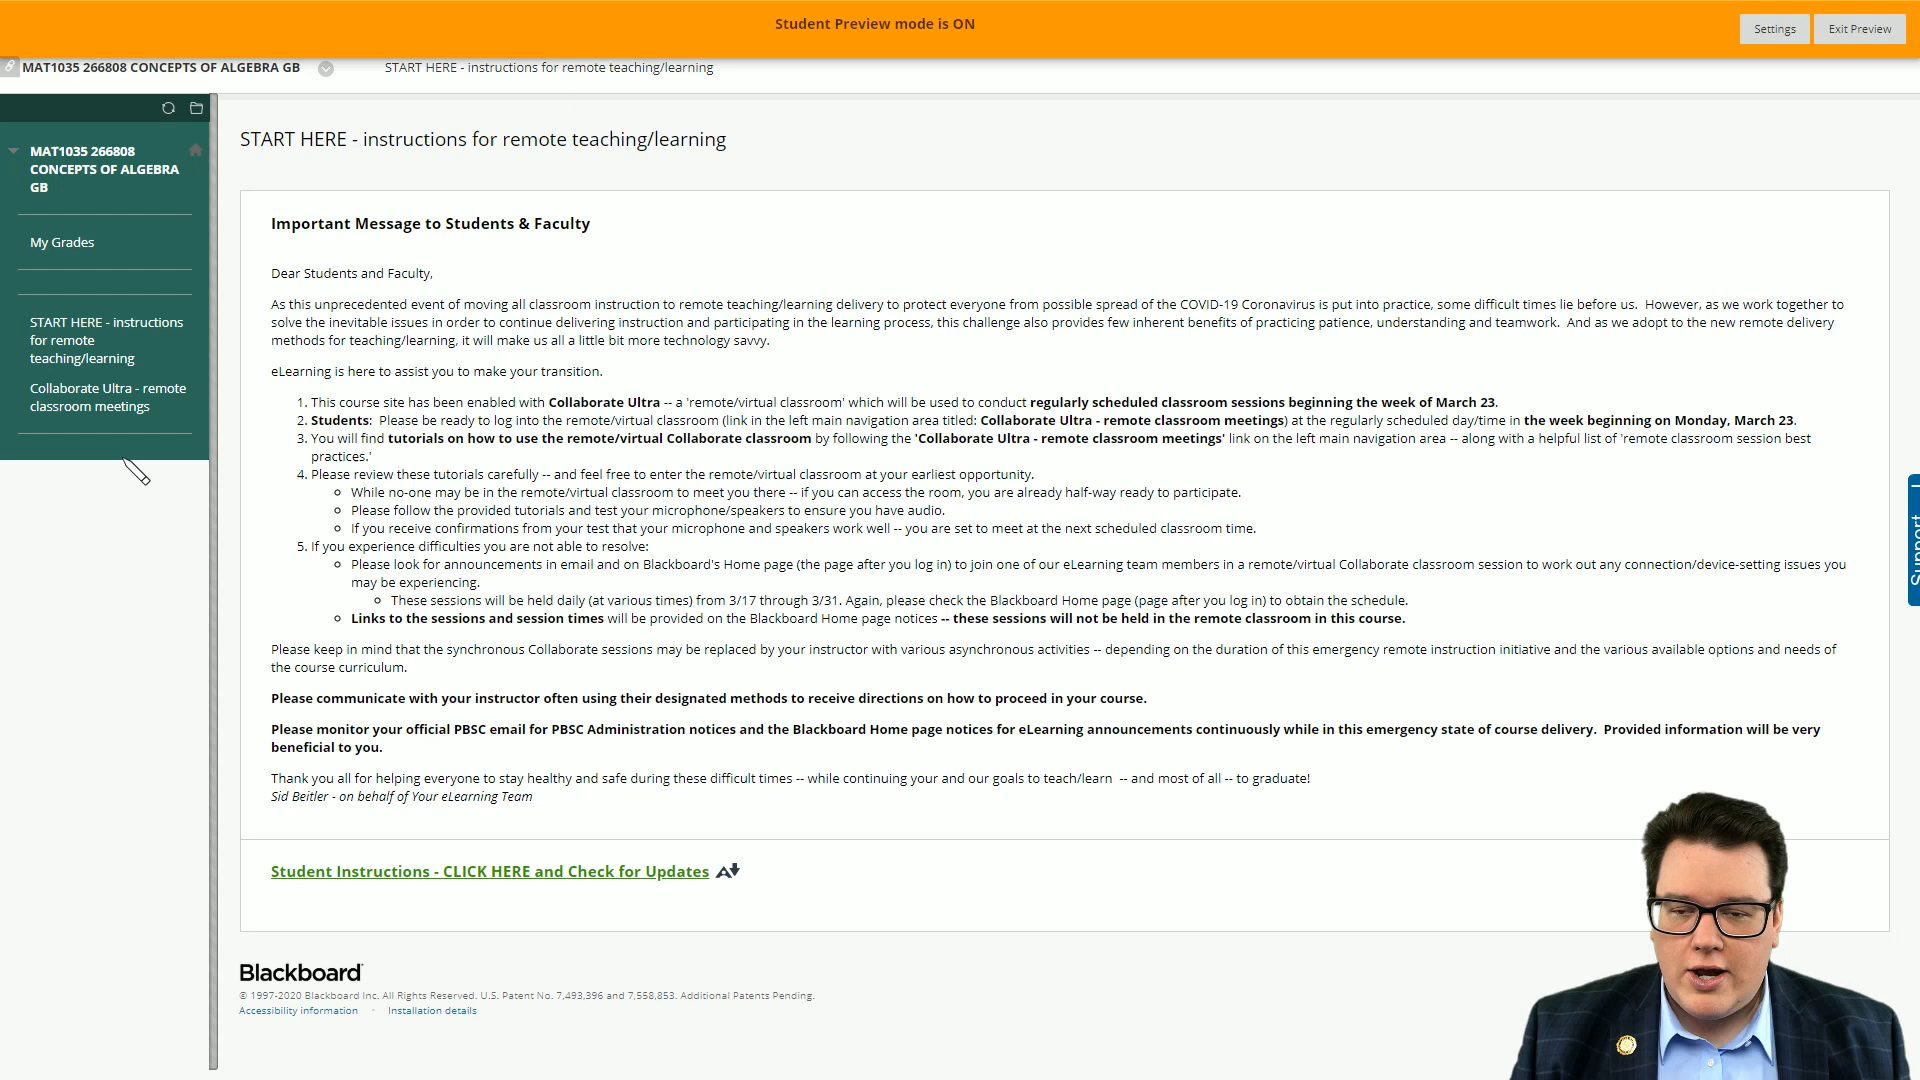 Student Preview mode is ON
Settings
Exit Preview
MAT1035 266808 CONCEPTS OF ALGEBRA GB
START HERE - instructions for remote teaching/learning
MAT1035 266808
CONCEPTS OF ALGEBRA
GB
My Grades
START HERE - instructions
for remote
teaching/learning
Collaborate Ultra - remote
classroom meetings
START HERE - instructions for remote teaching/learning
Important Message to Students & Faculty
Dear Students and Faculty,
As this unprecedented event of moving all classroom instruction to remote teaching/learning delivery to protect everyone from possible spread of the COVID-19 Coronavirus is put into practice, some difficult times lie before us.  However, as we work together to
solve the inevitable issues in order to continue delivering instruction and participating in the learning process, this challenge also provides few inherent benefits of practicing patience, understanding and teamwork.  And as we adopt to the new remote delivery
methods for teaching/learning, it will make us all a little bit more technology savvy.
eLearning is here to assist you to make your transition.
1. This course site has been enabled with Collaborate Ultra -- a 'remote/virtual classroom' which will be used to conduct regularly scheduled classroom sessions beginning the week of March 23.
2. Students:  Please be ready to log into the remote/virtual classroom (link in the left main navigation area titled: Collaborate Ultra - remote classroom meetings) at the regularly scheduled day/time in the week beginning on Monday, March 23.
3. You will find tutorials on how to use the remote/virtual Collaborate classroom by following the 'Collaborate Ultra - remote classroom meetings' link on the left main navigation area -- along with a helpful list of 'remote classroom session best
practices.'
4. Please review these tutorials carefully -- and feel free to enter the remote/virtual classroom at your earliest opportunity.
While no-one may be in the remote/virtual classroom to meet you there -- if you can access the room, you are already half-way ready to participate.
Please follow the provided tutorials and test your microphone/speakers to ensure you have audio.
If you receive confirmations from your test that your microphone and speakers work well -- you are set to meet at the next scheduled classroom time.
5. If you experience difficulties you are not able to resolve:
Please look for announcements in email and on Blackboard's Home page (the page after you log in) to join one of our eLearning team members in a remote/virtual Collaborate classroom session to work out any connection/device-setting issues you
may be experiencing.
These sessions will be held daily (at various times) from 3/17 through 3/31. Again, please check the Blackboard Home page (page after you log in) to obtain the schedule.
Links to the sessions and session times will be provided on the Blackboard Home page notices -- these sessions will not be held in the remote classroom in this course.
Please keep in mind that the synchronous Collaborate sessions may be replaced by your instructor with various asynchronous activities -- depending on the duration of this emergency remote instruction initiative and the various available options and needs of
the course curriculum.
Please communicate with your instructor often using their designated methods to receive directions on how to proceed in your course.
Please monitor your official PBSC email for PBSC Administration notices and the Blackboard Home page notices for eLearning announcements continuously while in this emergency state of course delivery.  Provided information will be very
beneficial to you.
Thank you all for helping everyone to stay healthy and safe during these difficult times -- while continuing your and our goals to teach/learn  -- and most of all -- to graduate!
Sid Beitler - on behalf of Your eLearning Team
Student Instructions - CLICK HERE and Check for Updates
Support
Blackboard
© 1997-2020 Blackboard Inc. All Rights Reserved. U.S. Patent No. 7,493,396 and 7,558,853. Additional Patents Pending.
Accessibility information - Installation details